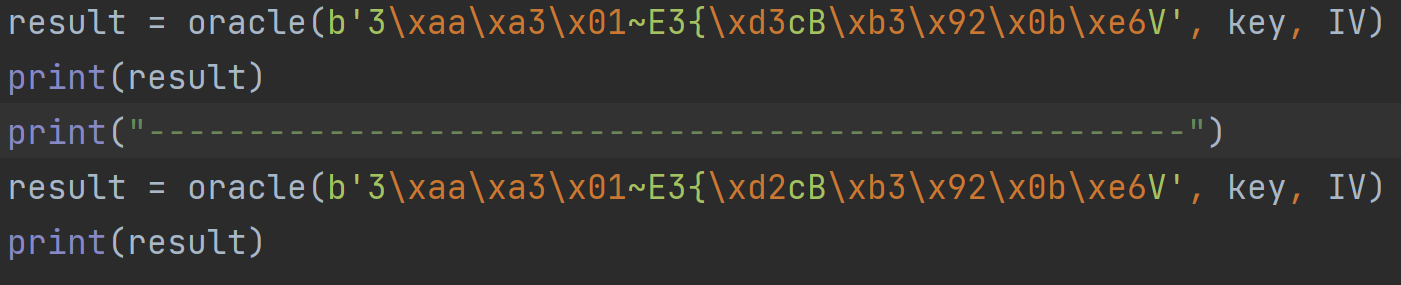 result = oracle(b'3\xaa\xa3\x01~E3{\xd3cB\xb3\x92\x0b\xe6V', key, IV)
print(result)
print("----------------------------------------------------")
result = oracle(b'3\xaa\xa3\x01~E3{\xd2cB\xb3\x92\x0b\xe6V', key, IV)
print(result)